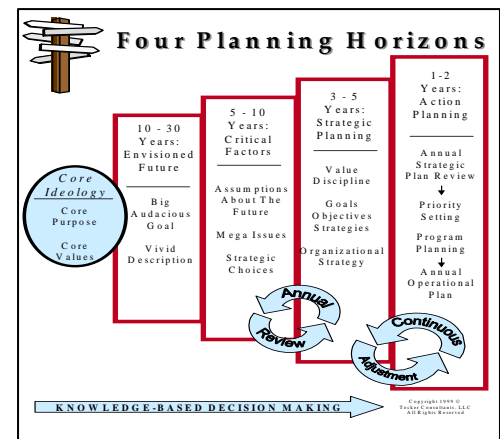 Four Planning Horizons
Core
Ideology
Core
Purpose
Core
Values
10 - 30
Years:
Envisioned
Future
Big
Audacious
Goal
Vivid
Description
5 - 10
Years:
Critical
Factors
Assumptions
About The
Future
Mega Issues
Strategic
Choices
3 - 5
Years:
Strategic
Planning
Value
Discipline
Goals
Objectives
Strategies
Organizational
Strategy
1-2
Years:
Action
Planning
Annual
Strategic
Plan Review
Priority
Setting
Program
Planning
Annual
Operational
Plan
Annual
Review
Continuous
Adjustment
KNOWLEDGE-BASED DECISION MAKING
Copyright 1999 ©
Tecker Consultants, LLC
All Rights Reserved